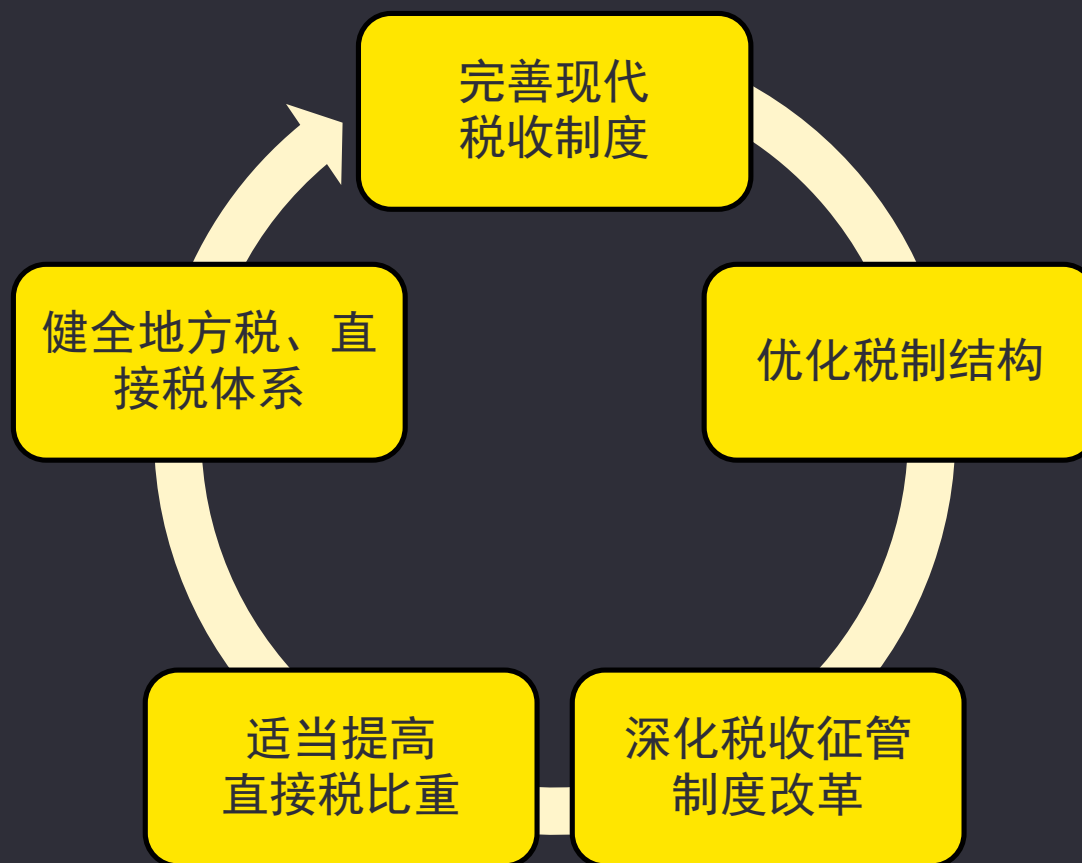 完善现代
税收制度
优化税制结构
深化税收征管
制度改革
适当提高
直接税比重
健全地方税、直
接税体系